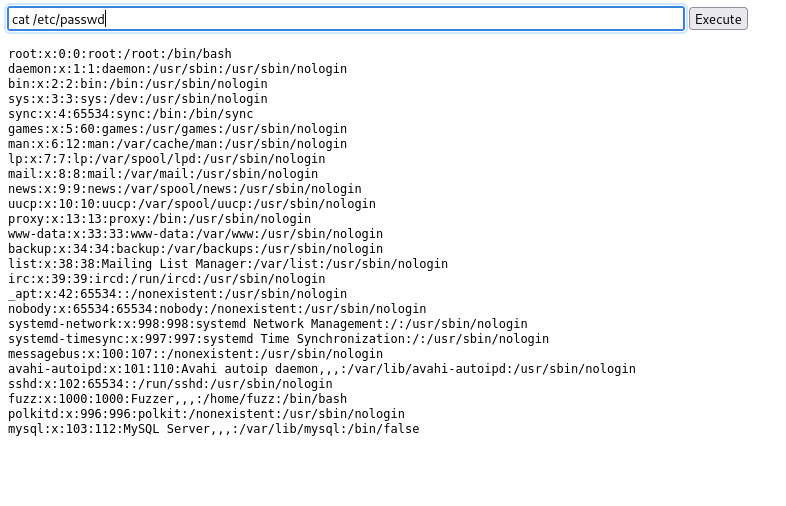 cat /etc/passwd Execute
root:x:0:0:root:/root:/bin/bash
daemon:x:1:1:daemon:/usr/sbin:/usr/sbin/nologin
bin:x:2:2:bin:/bin:/usr/sbin/nologin
sys:x:3:3:sys:/dev:/usr/sbin/nologin
sync:x:4:65534:sync:/bin:/bin/sync
games:x:5:60:games:/usr/games:/usr/sbin/nologin
man:x:6:12:man:/var/cache/man:/usr/sbin/nologin
lp:x:7:7:lp:/var/spool/lpd:/usr/sbin/nologin
mail:x:8:8:mail:/var/mail:/usr/sbin/nologin
news:x:9:9:news:/var/spool/news:/usr/sbin/nologin
uucp:x:10:10:uucp:/var/spool/uucp:/usr/sbin/nologin
proxy:x:13:13:proxy:/bin:/usr/sbin/nologin
www-data:x:33:33:www-data:/var/www:/usr/sbin/nologin
backup:x:34:34:backup:/var/backups:/usr/sbin/nologin
list:x:38:38:Mailing List Manager:/var/list:/usr/sbin/nologin
irc:x:39:39:ircd:/run/ircd:/usr/sbin/nologin
_apt:x:42:65534::/nonexistent:/usr/sbin/nologin
nobody:x:65534:65534:nobody:/nonexistent:/usr/sbin/nologin
systemd-network:x:998:998:systemd Network Management:/:/usr/sbin/nologin
systemd-timesync:x:997:997:systemd Time Synchronization:/:/usr/sbin/nologin
messagebus:x:100:107::/nonexistent:/usr/sbin/nologin
avahi-autoipd:x:101:110:Avahi autoip daemon,,,:/var/lib/avahi-autoipd:/usr/sbin/nologin
sshd:x:102:65534::/run/sshd:/usr/sbin/nologin
fuzz:x:1000:1000:Fuzzer,,,:/home/fuzz:/bin/bash
polkitd:x:996:996:polkit:/nonexistent:/usr/sbin/nologin
mysql:x:103:112:MySQL Server,,,:/var/lib/mysql:/bin/false